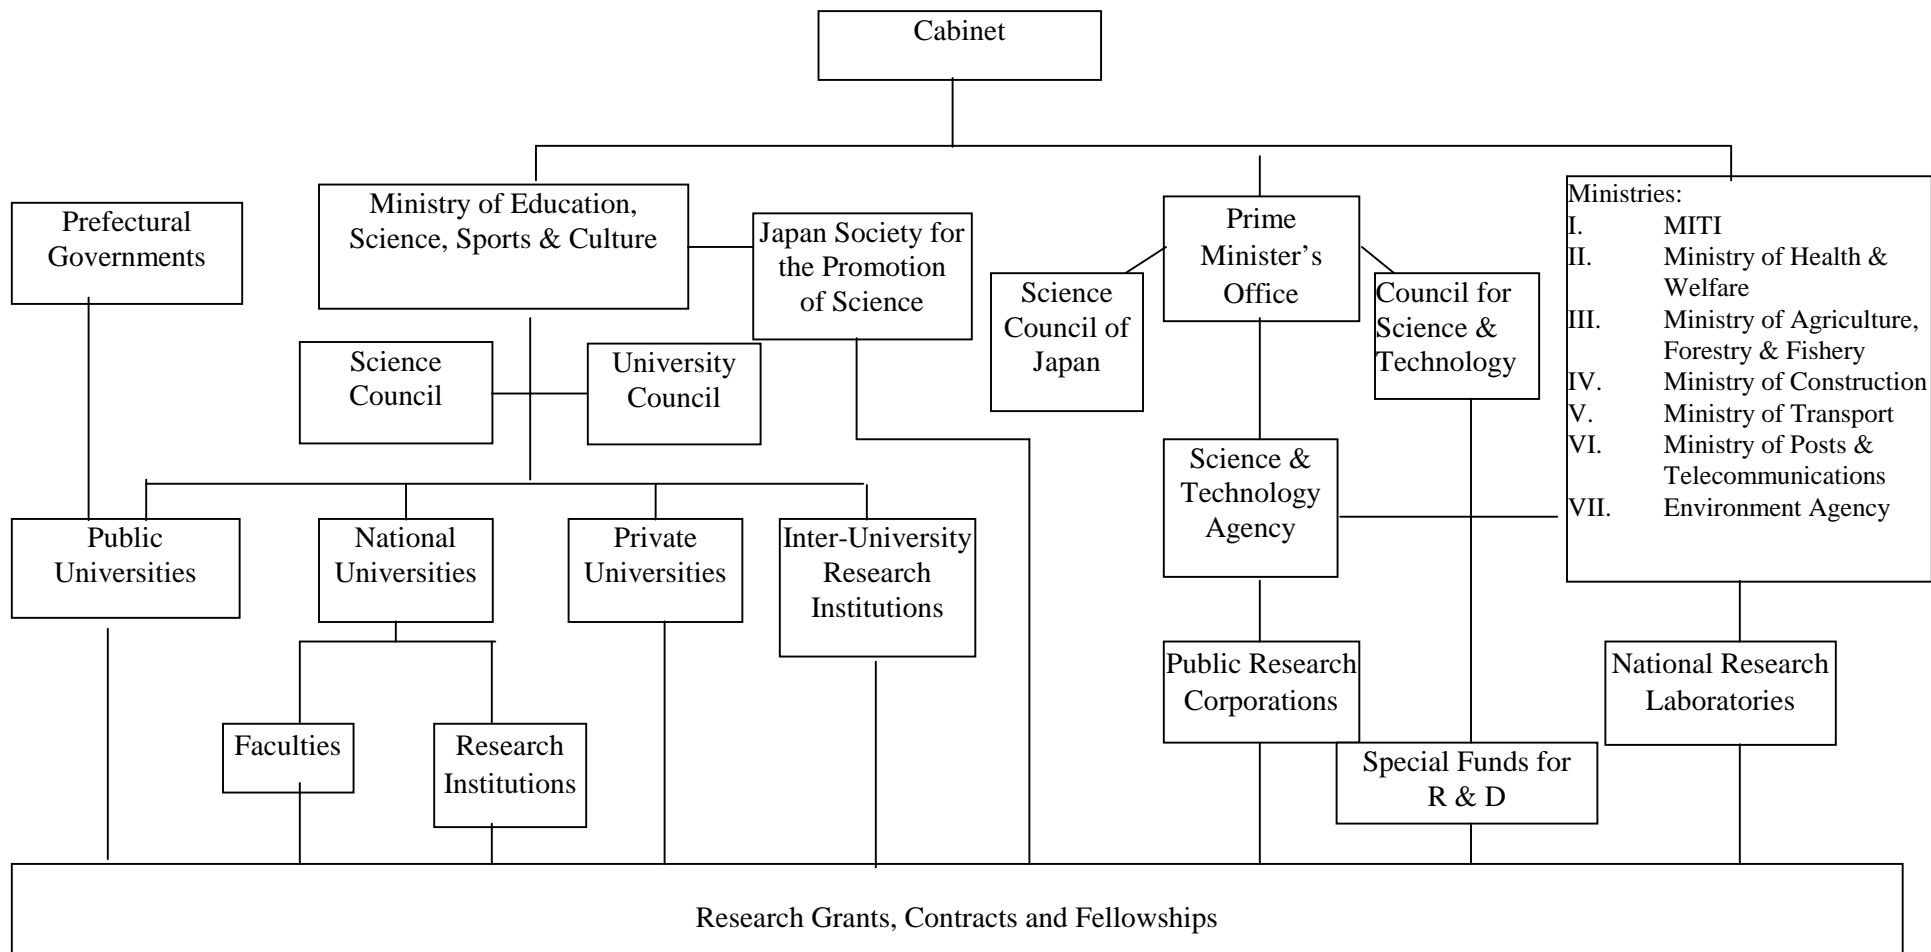 Cabinet
Prefectural
Governments
Ministry of Education,
Science, Sports & Culture
Japan Society for
the Promotion
of Science
Prime
Minister’s
Office
Science
Council of
Japan
Council for
Science &
Technology
Ministries:
I. MITI
II. Ministry of Health &
Welfare
III. Ministry of Agriculture,
Forestry & Fishery
IV. Ministry of Construction
V. Ministry of Transport
VI. Ministry of Posts &
Telecommunications
VII. Environment Agency
Science
Council
University
Council
Science &
Technology
Agency
Public
Universities
National
Universities
Private
Universities
Inter-University
Research
Institutions
Public Research
Corporations
National Research
Laboratories
Faculties
Research
Institutions
Special Funds for
R & D
Research Grants, Contracts and Fellowships